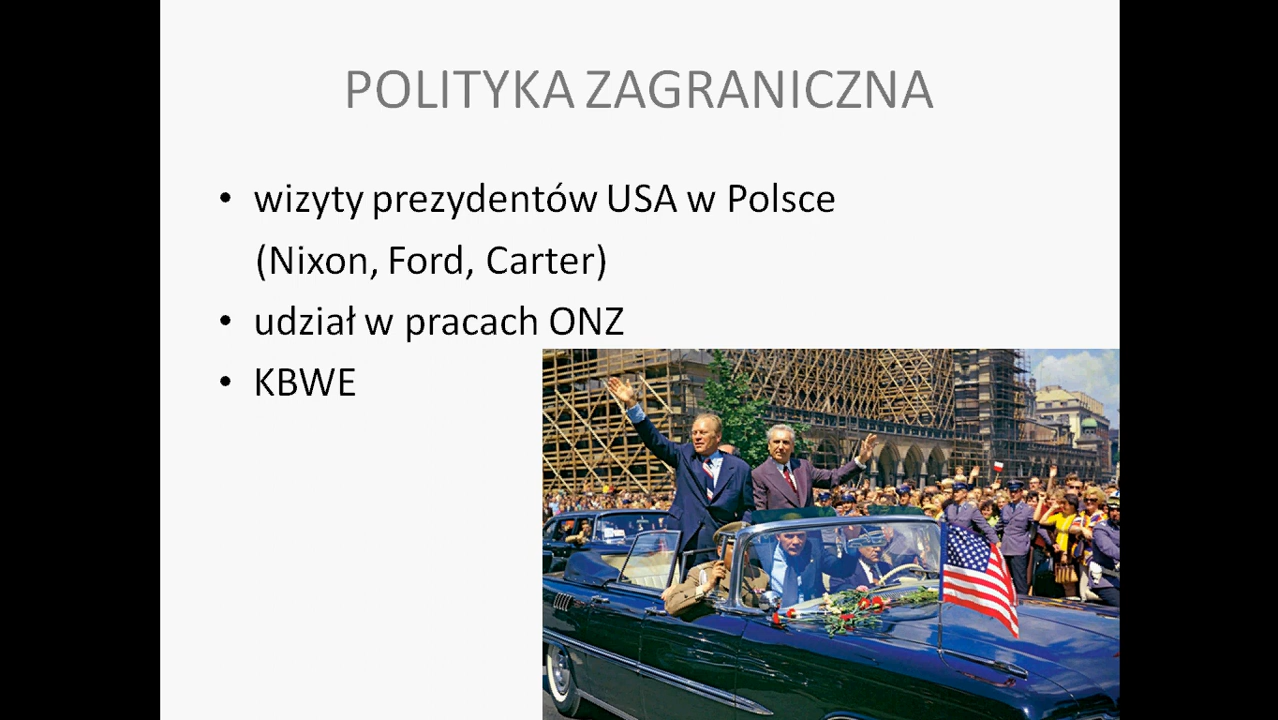 POLITYKA ZAGRANICZNA
• wizyty prezydentów USA w Polsce
(Nixon, Ford, Carter)
• udział w pracach ONZ
• KBWE